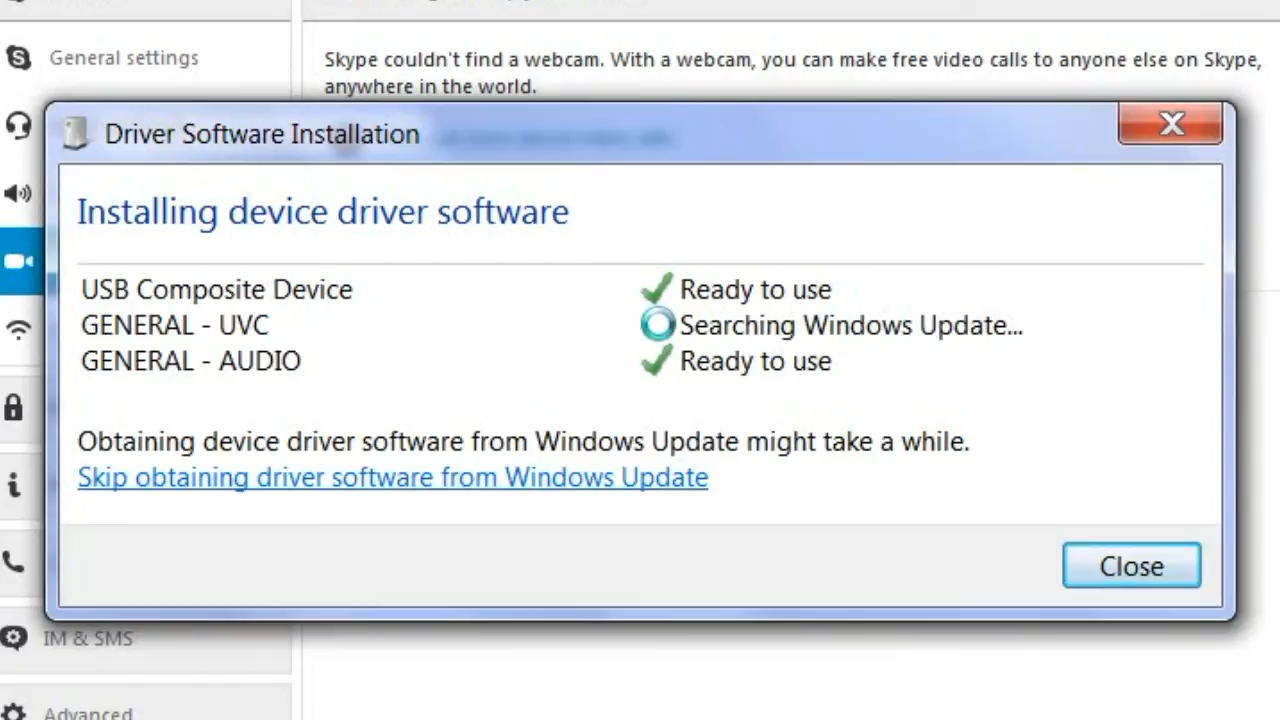 General settings
Skype couldn't find a webcam. With a webcam, you can make free video calls to anyone else on Skype,
anywhere in the world.
Driver Software Installation
Installing device driver software
USB Composite Device Ready to use
GENERAL - UVC Searching Windows Update...
GENERAL - AUDIO Ready to use
Obtaining device driver software from Windows Update might take a while.
Skip obtaining driver software from Windows Update
Close
IM & SMS
Advanced